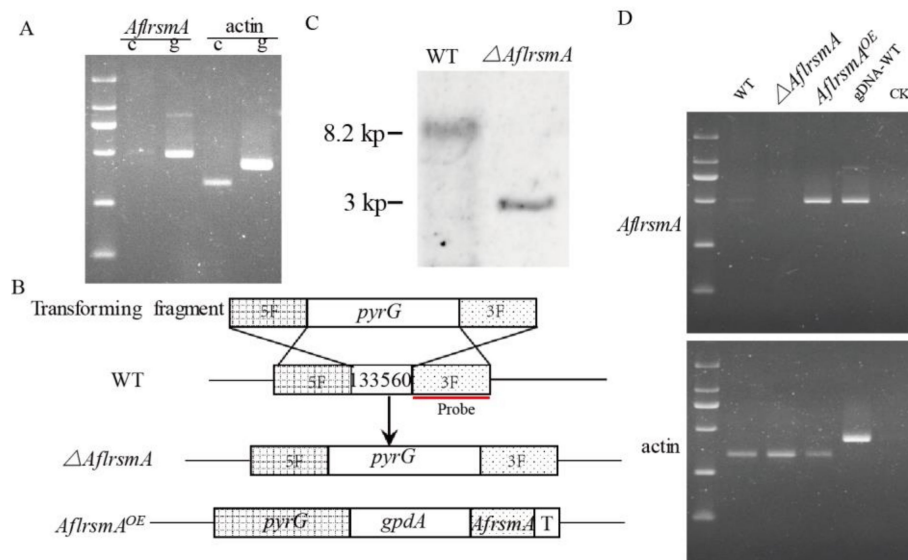 A
AflrsmA
actin
c g c g
C
WT
△AflrsmA
8.2 kp
3 kp
D
WT
△AflrsmA
AflrsmA^OE
gDNA-WT
CK
AflrsmA
actin
B
Transforming fragment
5F pyrG 3F
WT
5F 133560 3F
Probe
△AflrsmA
5F pyrG 3F
AflrsmA^OE
pyrG gpdA AfrsmA T